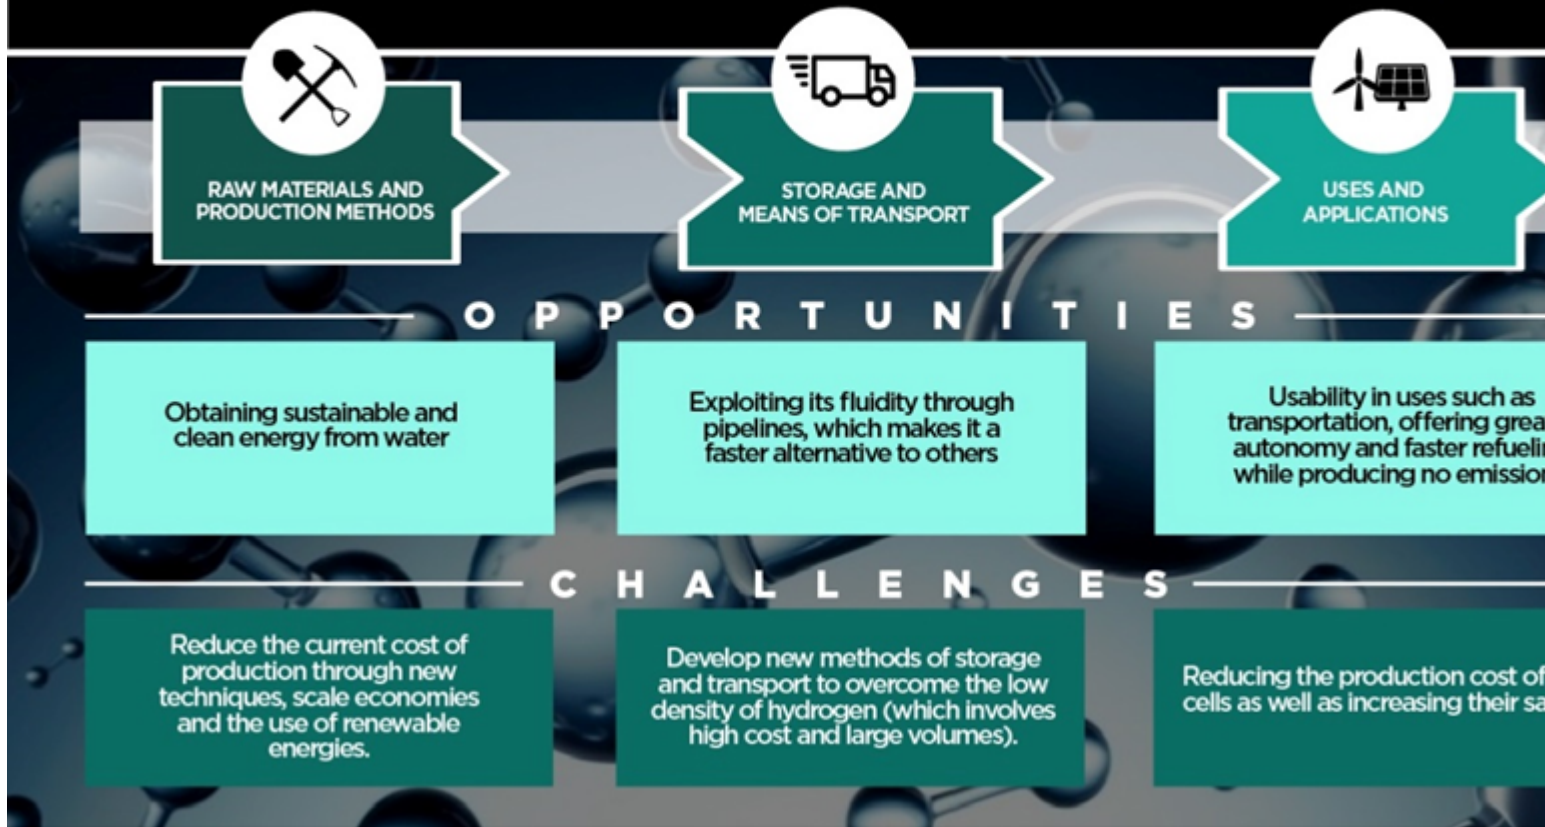 RAW MATERIALS AND
PRODUCTION METHODS
STORAGE AND
MEANS OF TRANSPORT
USES AND
APPLICATIONS
OPPORTUNITIES
Obtaining sustainable and
clean energy from water
Exploiting its fluidity through
pipelines, which makes it a
faster alternative to others
Usability in uses such as
transportation, offering
autonomy and faster
while producing no
CHALLENGES
Reduce the current cost of
production through new
techniques, scale economies
and the use of renewable
energies.
Develop new methods of storage
and transport to overcome the low
density of hydrogen (which involves
high cost and large volumes).
Reducing the production cost of
cells as well as increasing their